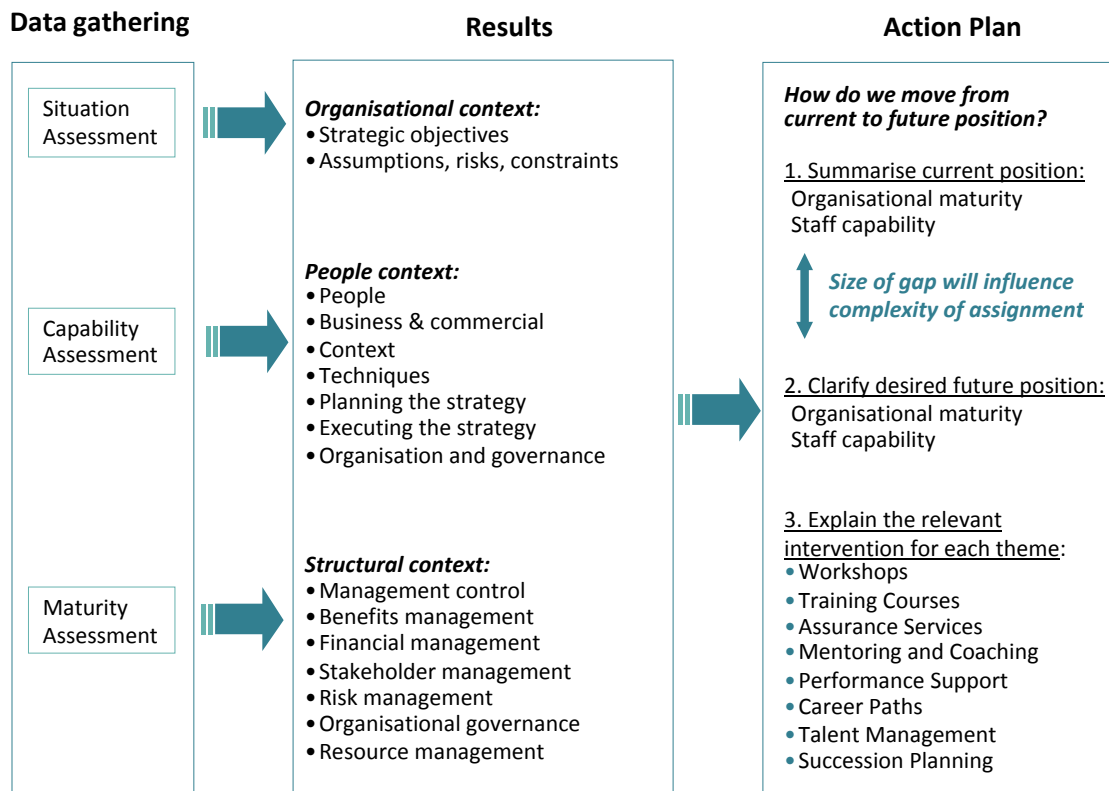 Data gathering
Situation
Assessment
Capability
Assessment
Maturity
Assessment
Results
Organisational context:
• Strategic objectives
• Assumptions, risks, constraints
People context:
• People
• Business & commercial
• Context
• Techniques
• Planning the strategy
• Executing the strategy
• Organisation and governance
Structural context:
• Management control
• Benefits management
• Financial management
• Stakeholder management
• Risk management
• Organisational governance
• Resource management
Action Plan
How do we move from
current to future position?
1. Summarise current position:
Organisational maturity
Staff capability
Size of gap will influence
complexity of assignment
2. Clarify desired future position:
Organisational maturity
Staff capability
3. Explain the relevant
intervention for each theme:
• Workshops
• Training Courses
• Assurance Services
• Mentoring and Coaching
• Performance Support
• Career Paths
• Talent Management
• Succession Planning